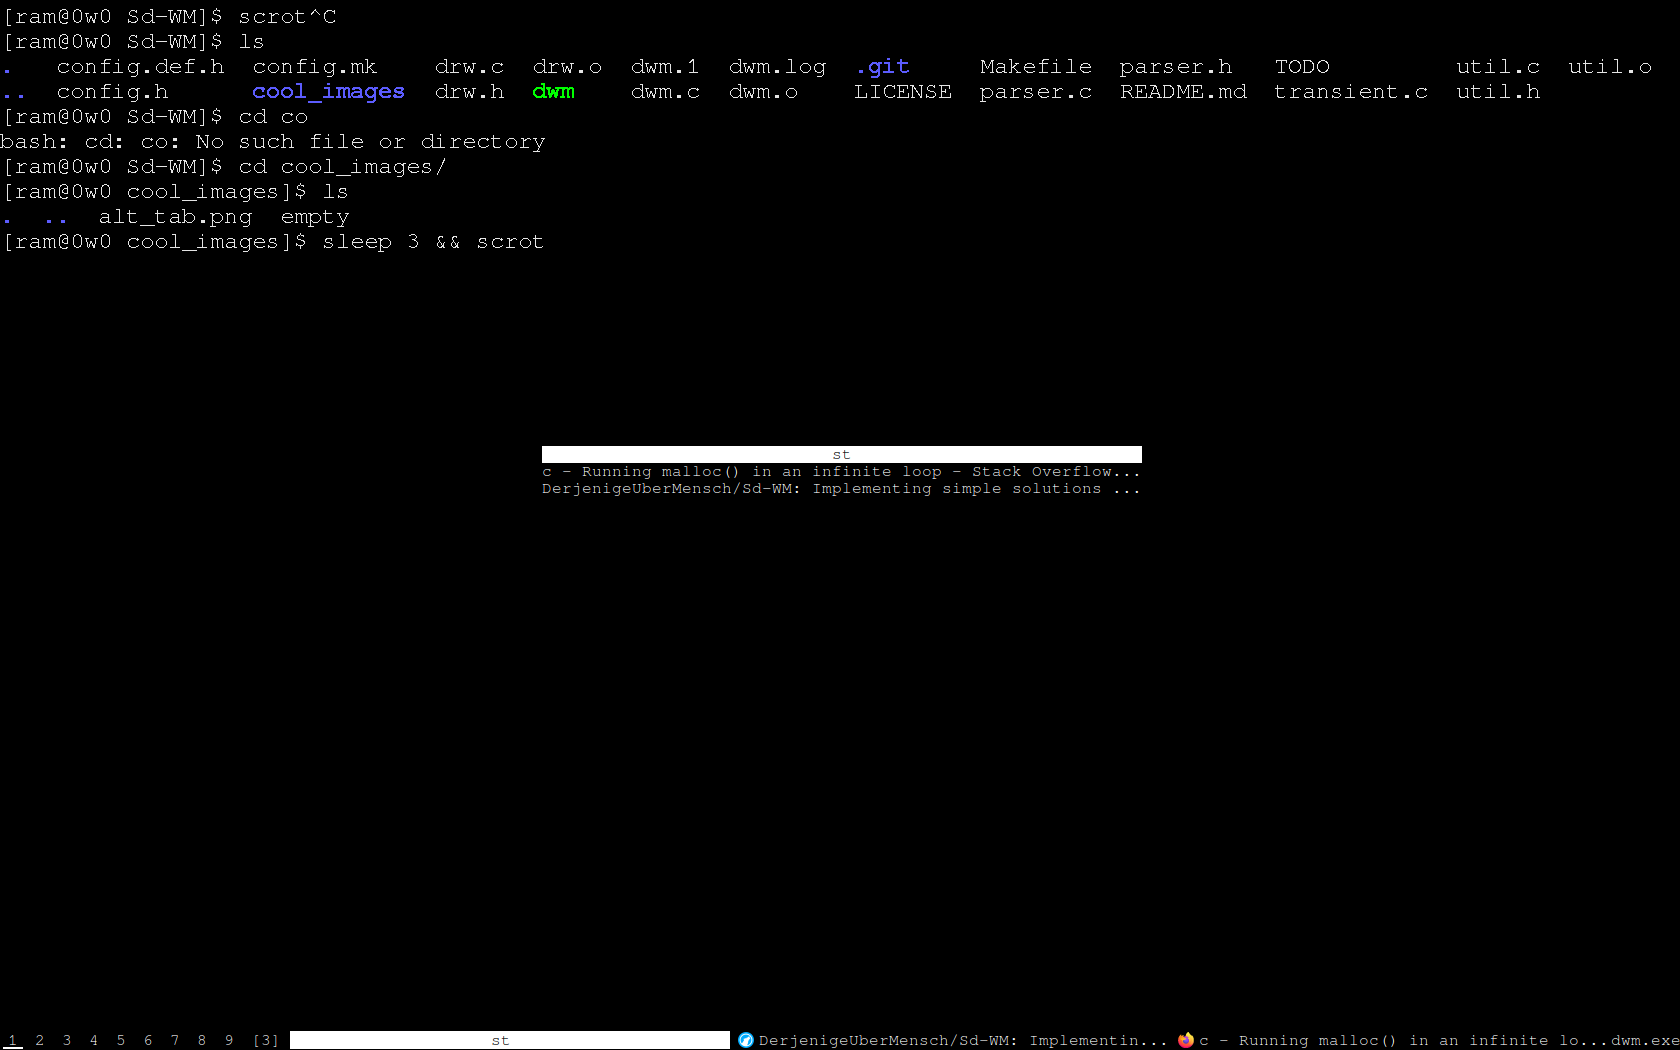 [ram@0w0 Sd-WM]$ scrot^C
[ram@0w0 Sd-WM]$ ls
.   config.def.h  config.mk    drw.c  drw.o  dwm.1  dwm.log  .git     Makefile  parser.h  TODO         util.c  util.o
..  config.h      cool_images  drw.h  dwm    dwm.c  dwm.o    LICENSE  parser.c  README.md  transient.c  util.h
[ram@0w0 Sd-WM]$ cd co
bash: cd: co: No such file or directory
[ram@0w0 Sd-WM]$ cd cool_images/
[ram@0w0 cool_images]$ ls
.  ..  alt_tab.png  empty
[ram@0w0 cool_images]$ sleep 3 && scrot
st
c - Running malloc() in an infinite loop - Stack Overflow...
DerjenigeUberMensch/Sd-WM: Implementing simple solutions ...
1 2 3 4 5 6 7 8 9 [3] st DerjenigeUberMensch/Sd-WM: Implementin... c - Running malloc() in an infinite lo...dwm.exe